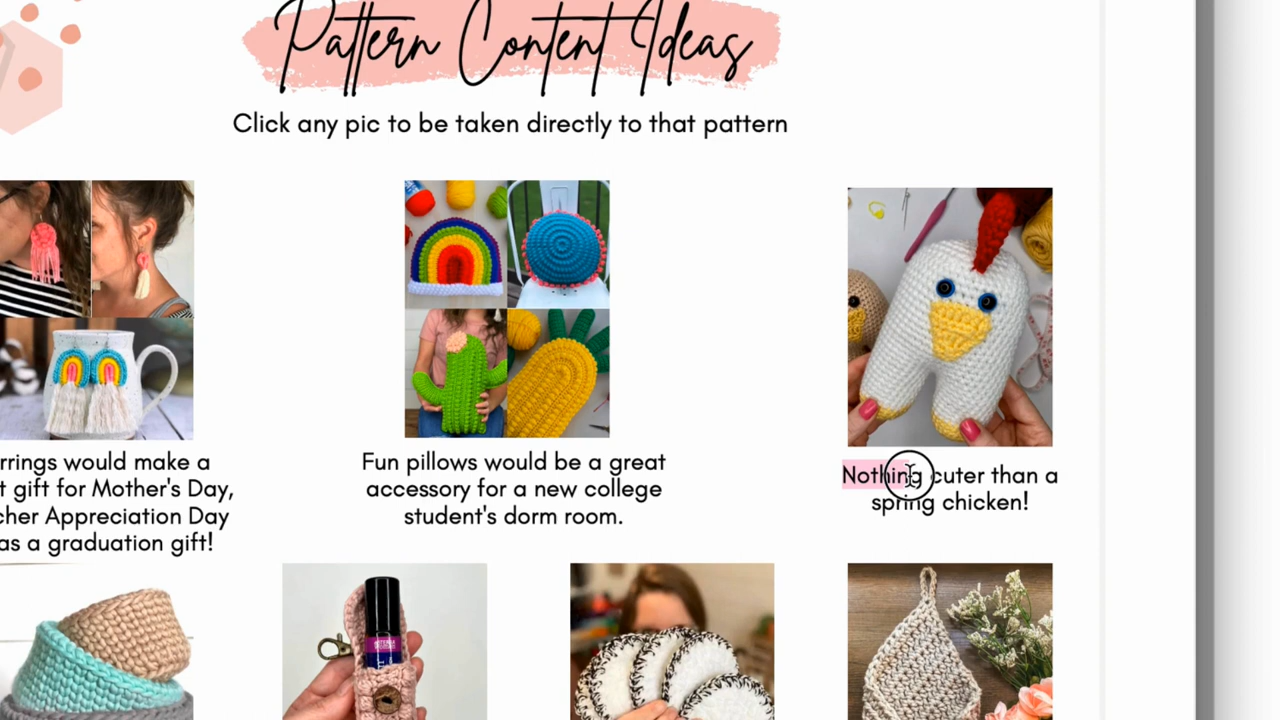 Pattern Content Ideas
Click any pic to be taken directly to that pattern
rrings would make a
t gift for Mother's Day,
cher Appreciation Day
as a graduation gift!
Fun pillows would be a great
accessory for a new college
student's dorm room.
Nothing cuter than a
spring chicken!